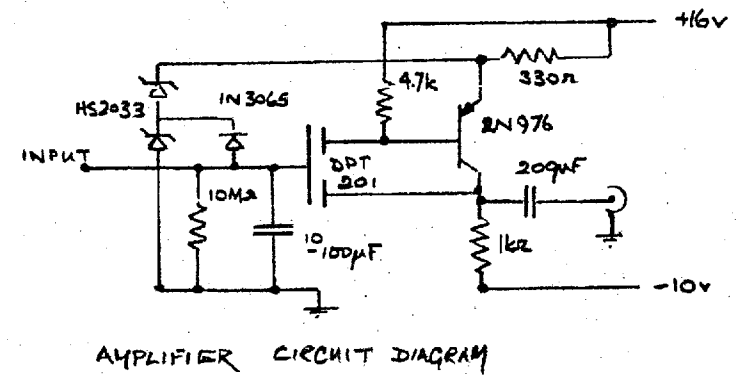 +16v
4.7k
330Ω
HS2033
IN3065
2N976
INPUT
DPT
201
200µF
10MΩ
10
-100µF
1kΩ
-10v
AMPLIFIER CIRCUIT DIAGRAM